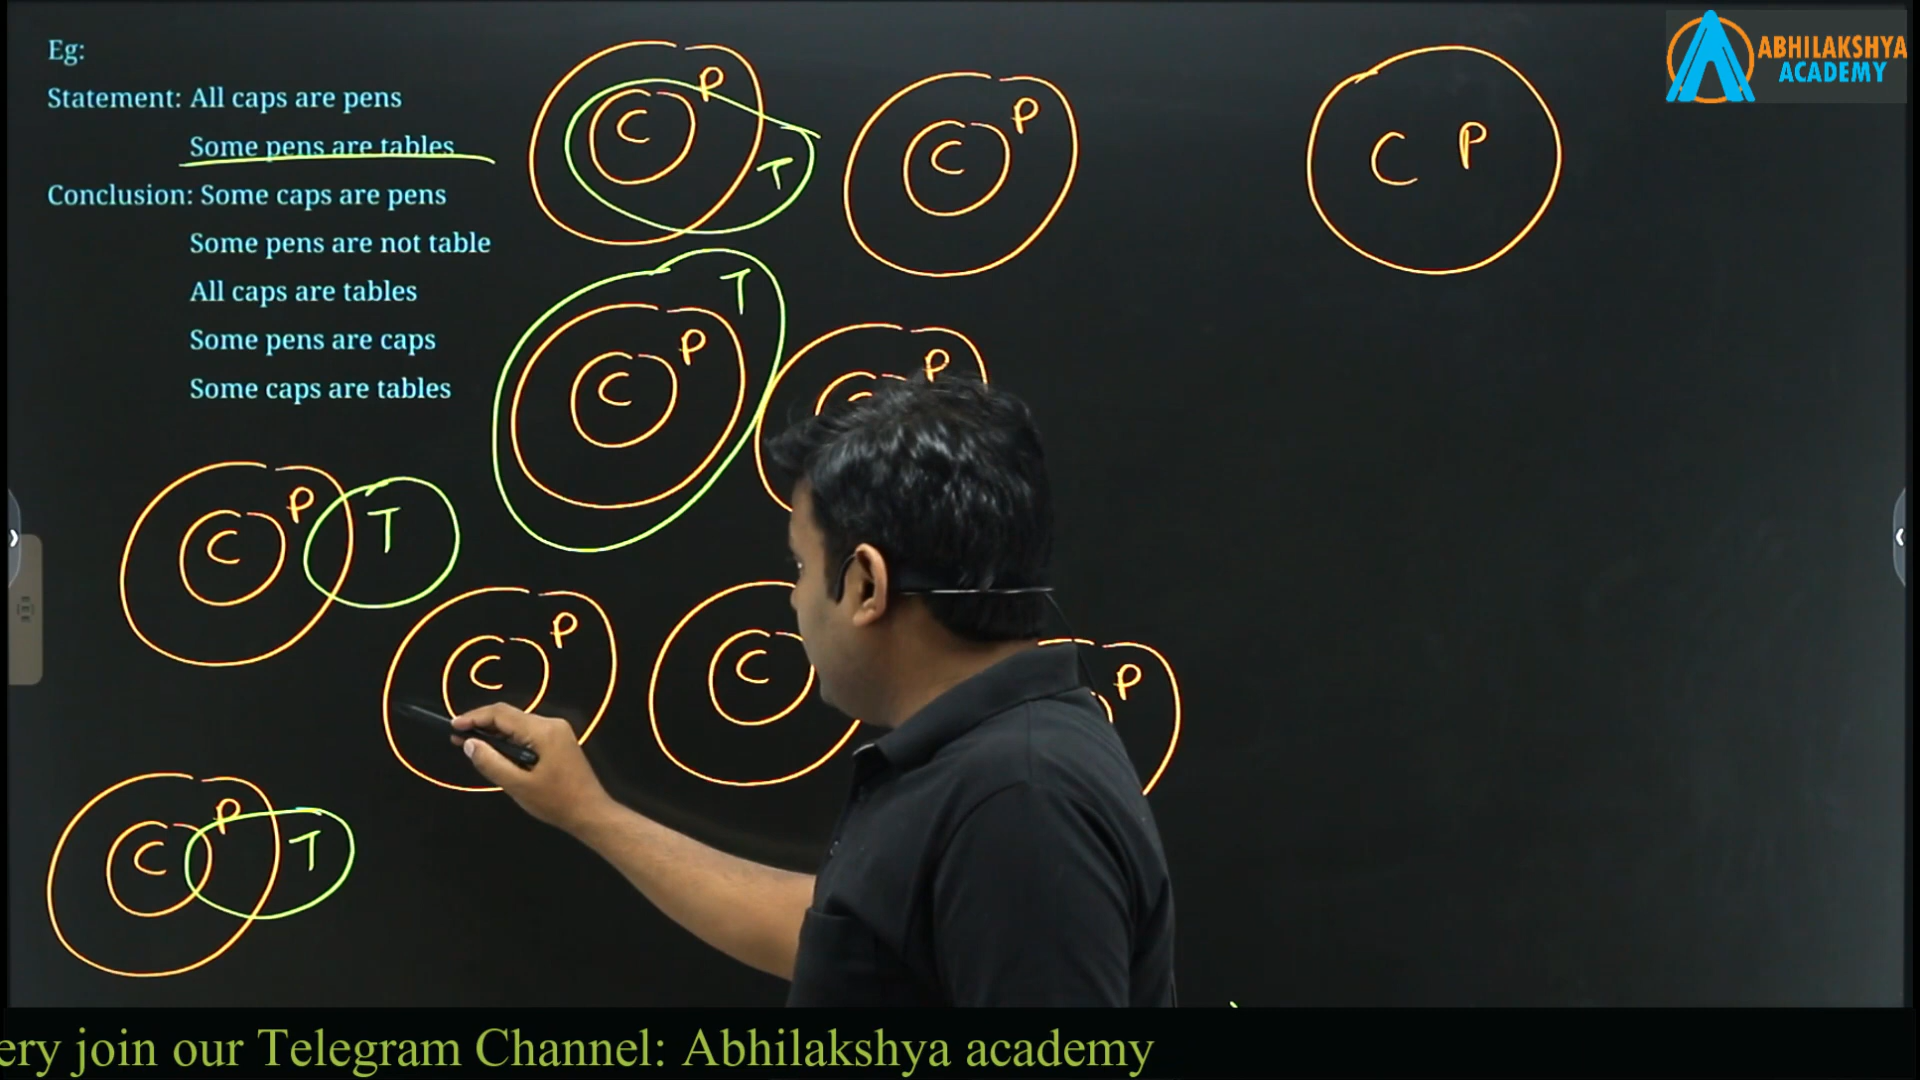 Eg:
Statement: All caps are pens
Some pens are tables
Conclusion: Some caps are pens
Some pens are not table
All caps are tables
Some pens are caps
Some caps are tables
C P T
C P
C P
ABHILAKSHYA
ACADEMY
C P T
P
C P T
C P
C
P
C P T
ery join our Telegram Channel: Abhilakshya academy